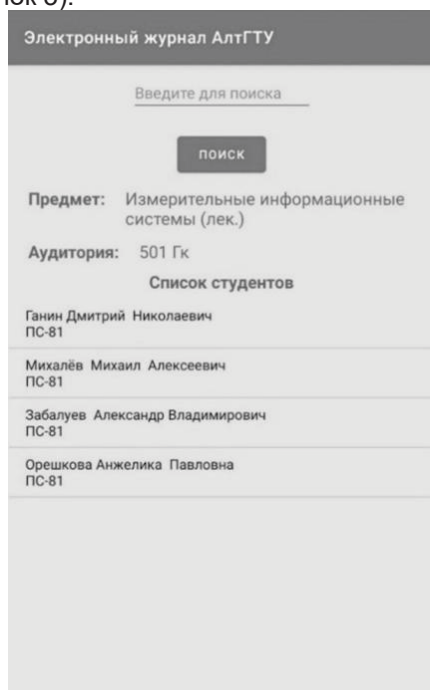 Электронный журнал АлтГТУ
Введите для поиска
ПОИСК
Предмет: Измерительные информационные
системы (лек.)
Аудитория: 501 Гк
Список студентов
Ганин Дмитрий Николаевич
ПС-81
Михалёв Михаил Алексеевич
ПС-81
Забалуев Александр Владимирович
ПС-81
Орешкова Анжелика Павловна
ПС-81